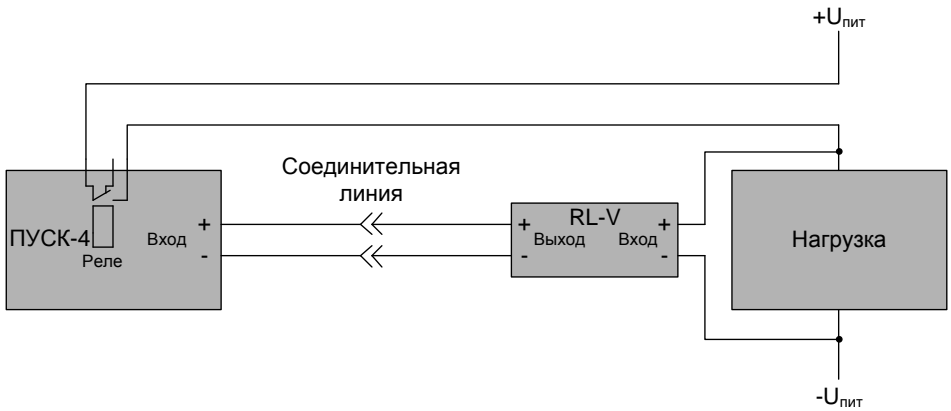 +Uпит
Соединительная
линия
ПУСК-4
Реле
Вход
+
-
RL-V
+
-
Выход
Вход
+
-
Нагрузка
-Uпит